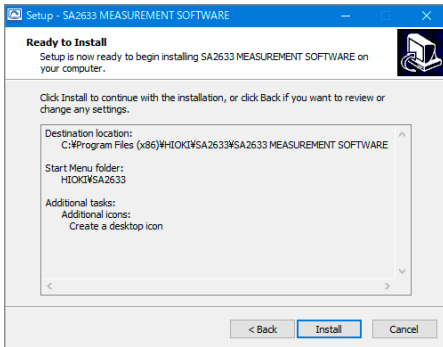 Setup - SA2633 MEASUREMENT SOFTWARE
Ready to Install
Setup is now ready to begin installing SA2633 MEASUREMENT SOFTWARE on
your computer.
Click Install to continue with the installation, or click Back if you want to review or
change any settings.
Destination location:
C:¥Program Files (x86)¥HIOKI¥SA2633¥SA2633 MEASUREMENT SOFTWARE
Start Menu folder:
HIOKI¥SA2633
Additional tasks:
Additional icons:
Create a desktop icon
< Back
Install
Cancel